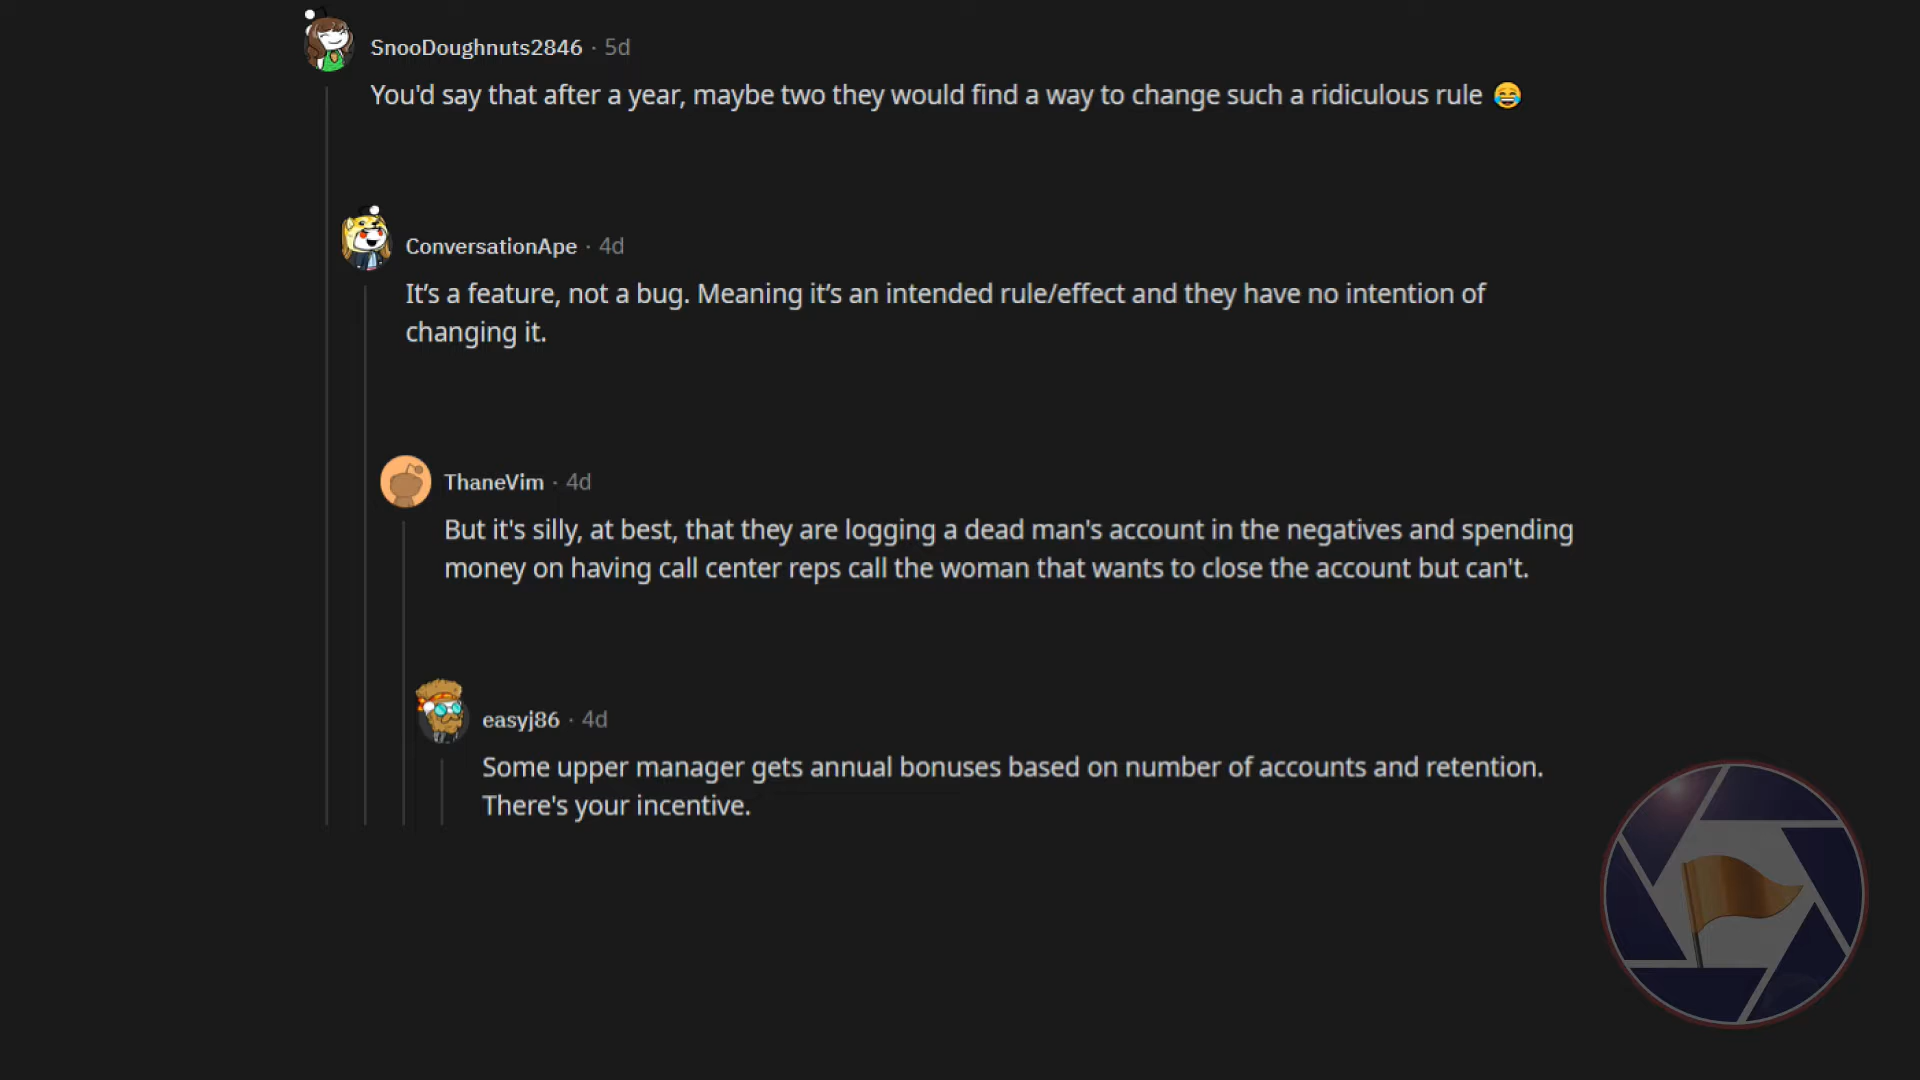 SnooDoughnuts2846 · 5d
You'd say that after a year, maybe two they would find a way to change such a ridiculous rule 😂
ConversationApe · 4d
It’s a feature, not a bug. Meaning it’s an intended rule/effect and they have no intention of
changing it.
ThaneVim · 4d
But it's silly, at best, that they are logging a dead man's account in the negatives and spending
money on having call center reps call the woman that wants to close the account but can't.
easyj86 · 4d
Some upper manager gets annual bonuses based on number of accounts and retention.
There's your incentive.